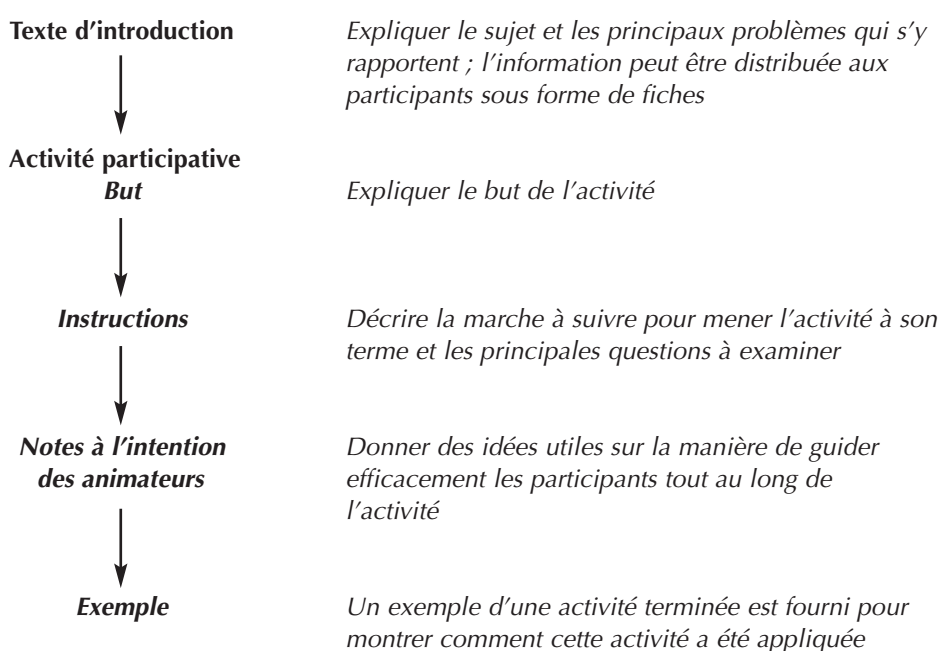 Texte d’introduction
Expliquer le sujet et les principaux problèmes qui s’y
rapportent ; l’information peut être distribuée aux
participants sous forme de fiches
Activité participative
But
Expliquer le but de l’activité
Instructions
Décrire la marche à suivre pour mener l’activité à son
terme et les principales questions à examiner
Notes à l’intention
des animateurs
Donner des idées utiles sur la manière de guider
efficacement les participants tout au long de
l’activité
Exemple
Un exemple d’une activité terminée est fourni pour
montrer comment cette activité a été appliquée